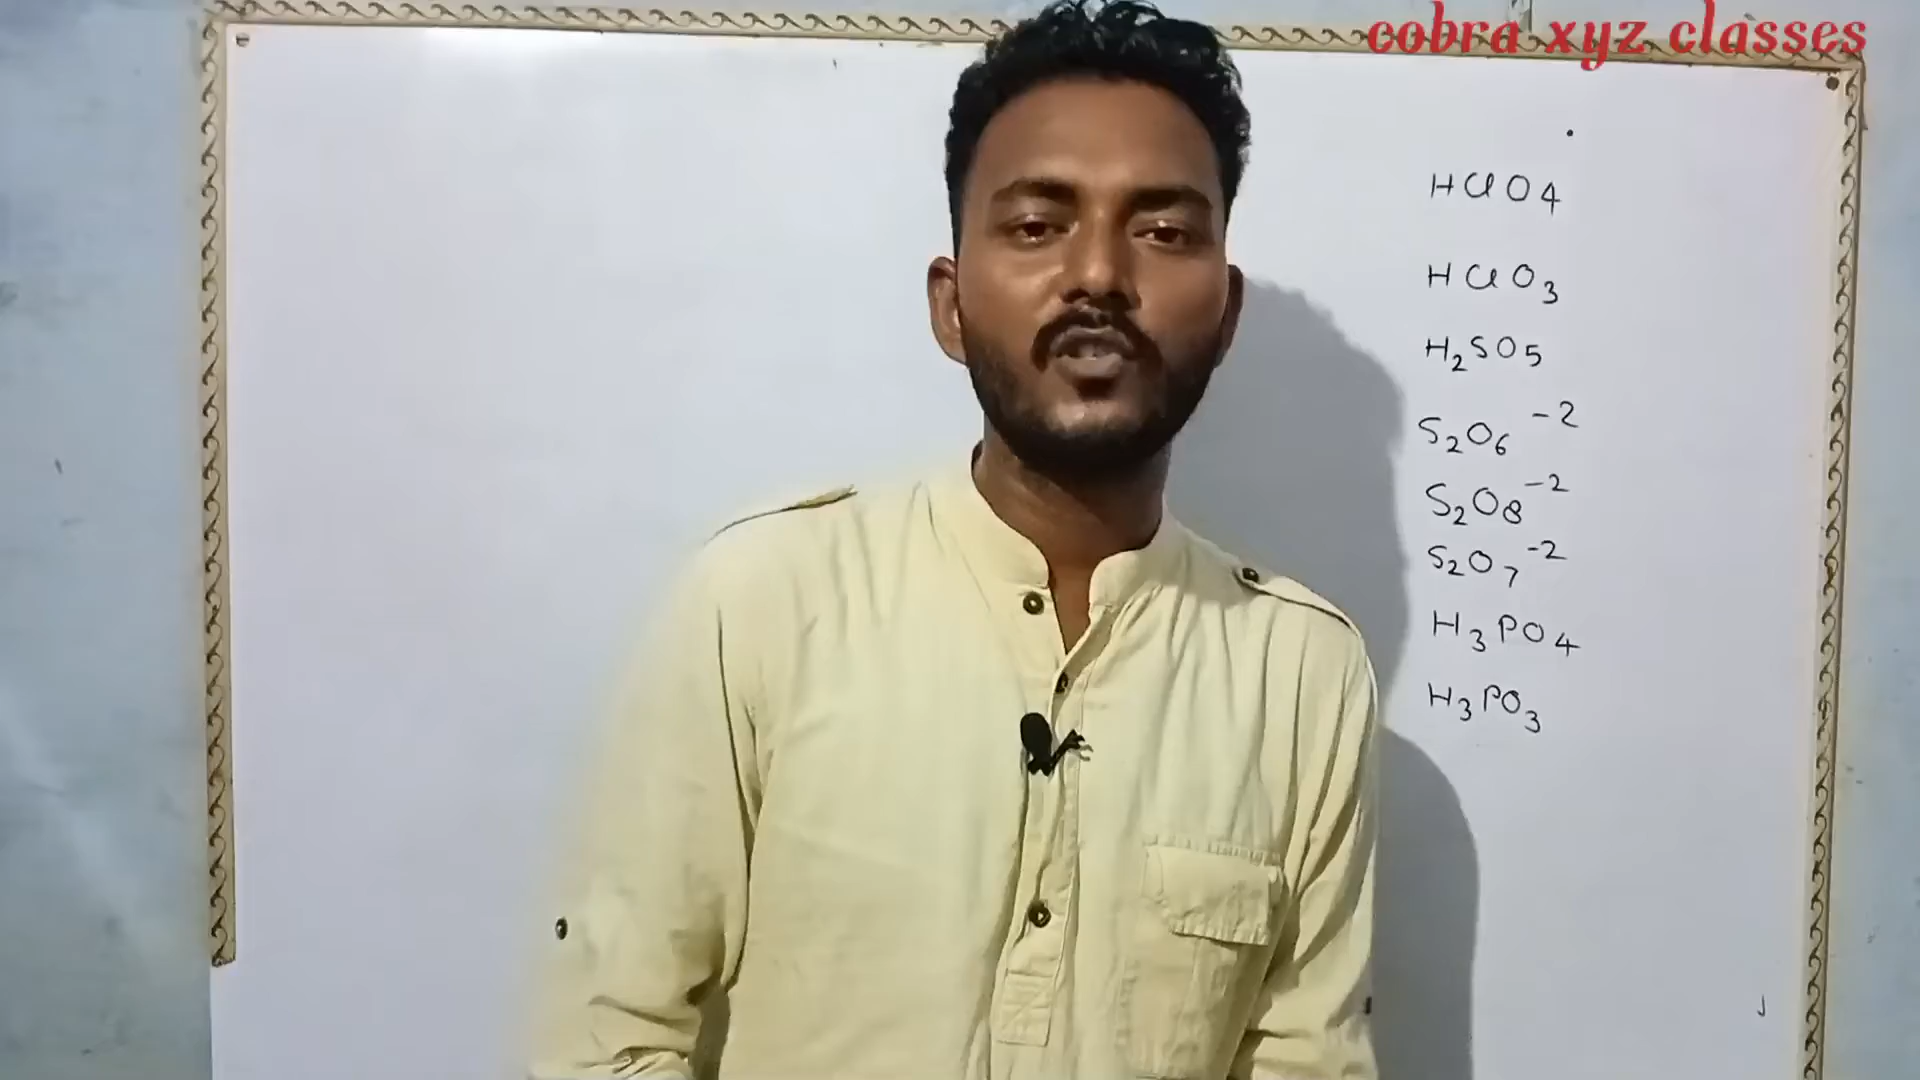 cobra xyz classes
HClO4
HClO3
H2SO5
S2O6 -2
S2O8 -2
S2O7 -2
H3PO4
H3PO3